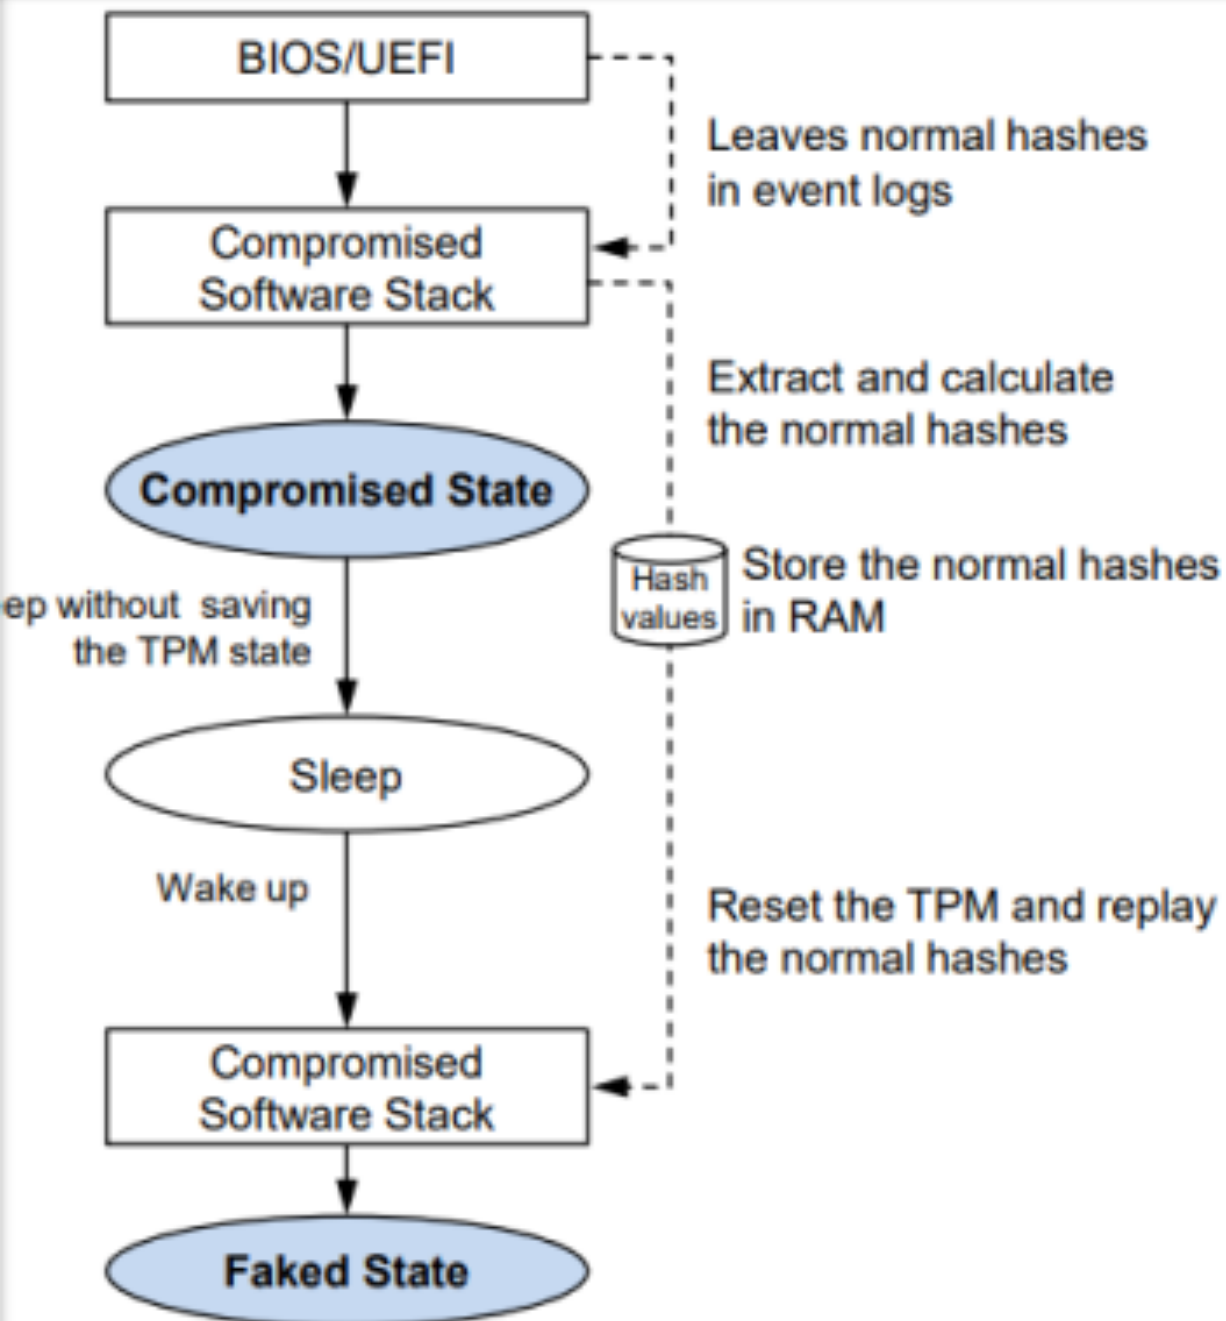 BIOS/UEFI
Leaves normal hashes
in event logs
Compromised
Software Stack
Extract and calculate
the normal hashes
Compromised State
Hash
values
Store the normal hashes
in RAM
without saving
the TPM state
Sleep
Wake up
Reset the TPM and replay
the normal hashes
Compromised
Software Stack
Faked State